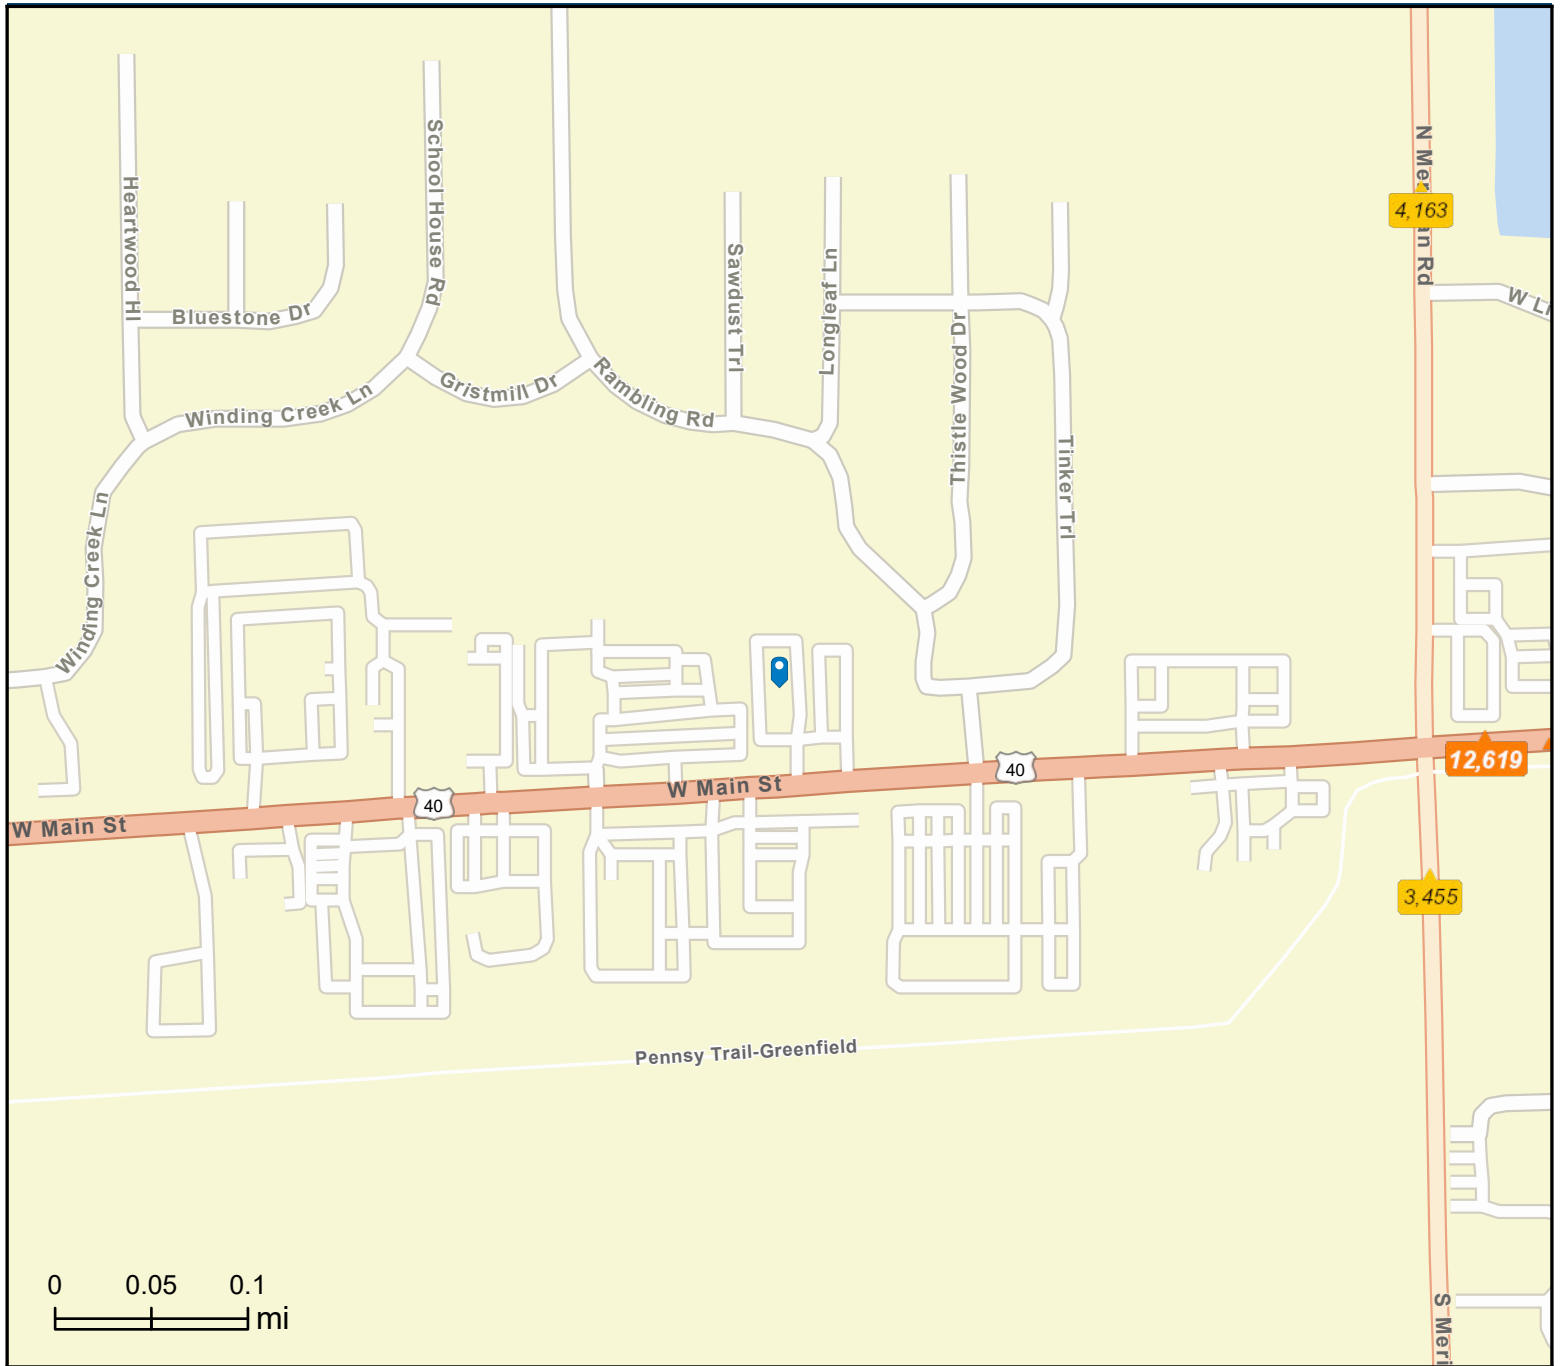 Heartwood Hl
School House Rd
Bluestone Dr
Winding Creek Ln
Gristmill Dr
Rambling Rd
Sawdust Trl
Longleaf Ln
Thistle Wood Dr
Tinker Trl
4,163
Winding Creek Ln
40
W Main St
12,619
40
W Main St
3,455
Pennsy Trail-Greenfield
0 0.05 0.1
mi
S Meri